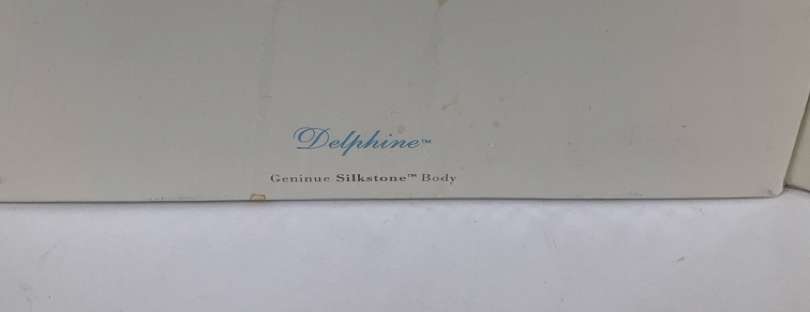 Delphine™
Geninue Silkstone™ Body